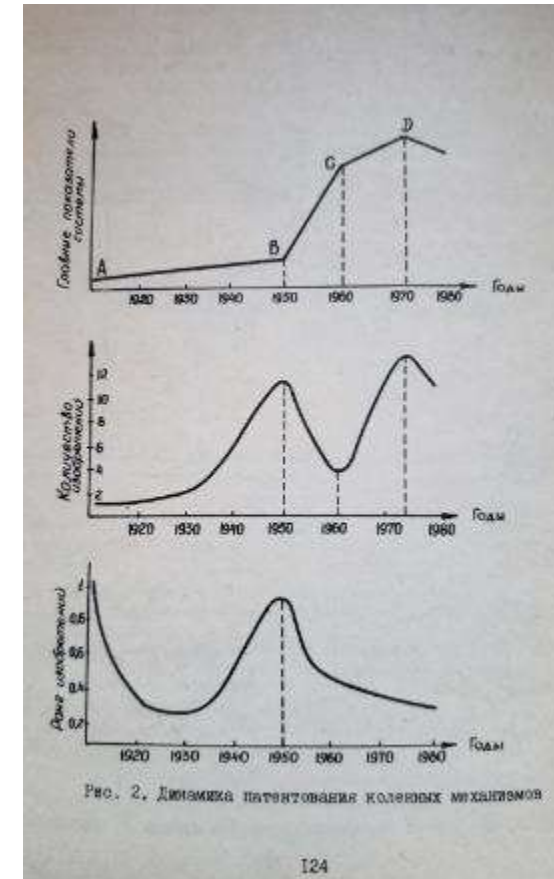 Главные показатели
системы
A
B
C
D
1920 1930 1940 1950 1960 1970 1980
Годы
Количество
изобретений
12
10
8
6
4
2
1920 1930 1940 1950 1960 1970 1980
Годы
Ранг изобретений
1
0,8
0,6
0,4
0,2
1920 1930 1940 1950 1960 1970 1980
Годы
Рис. 2. Динамика патентования коленных механизмов
124